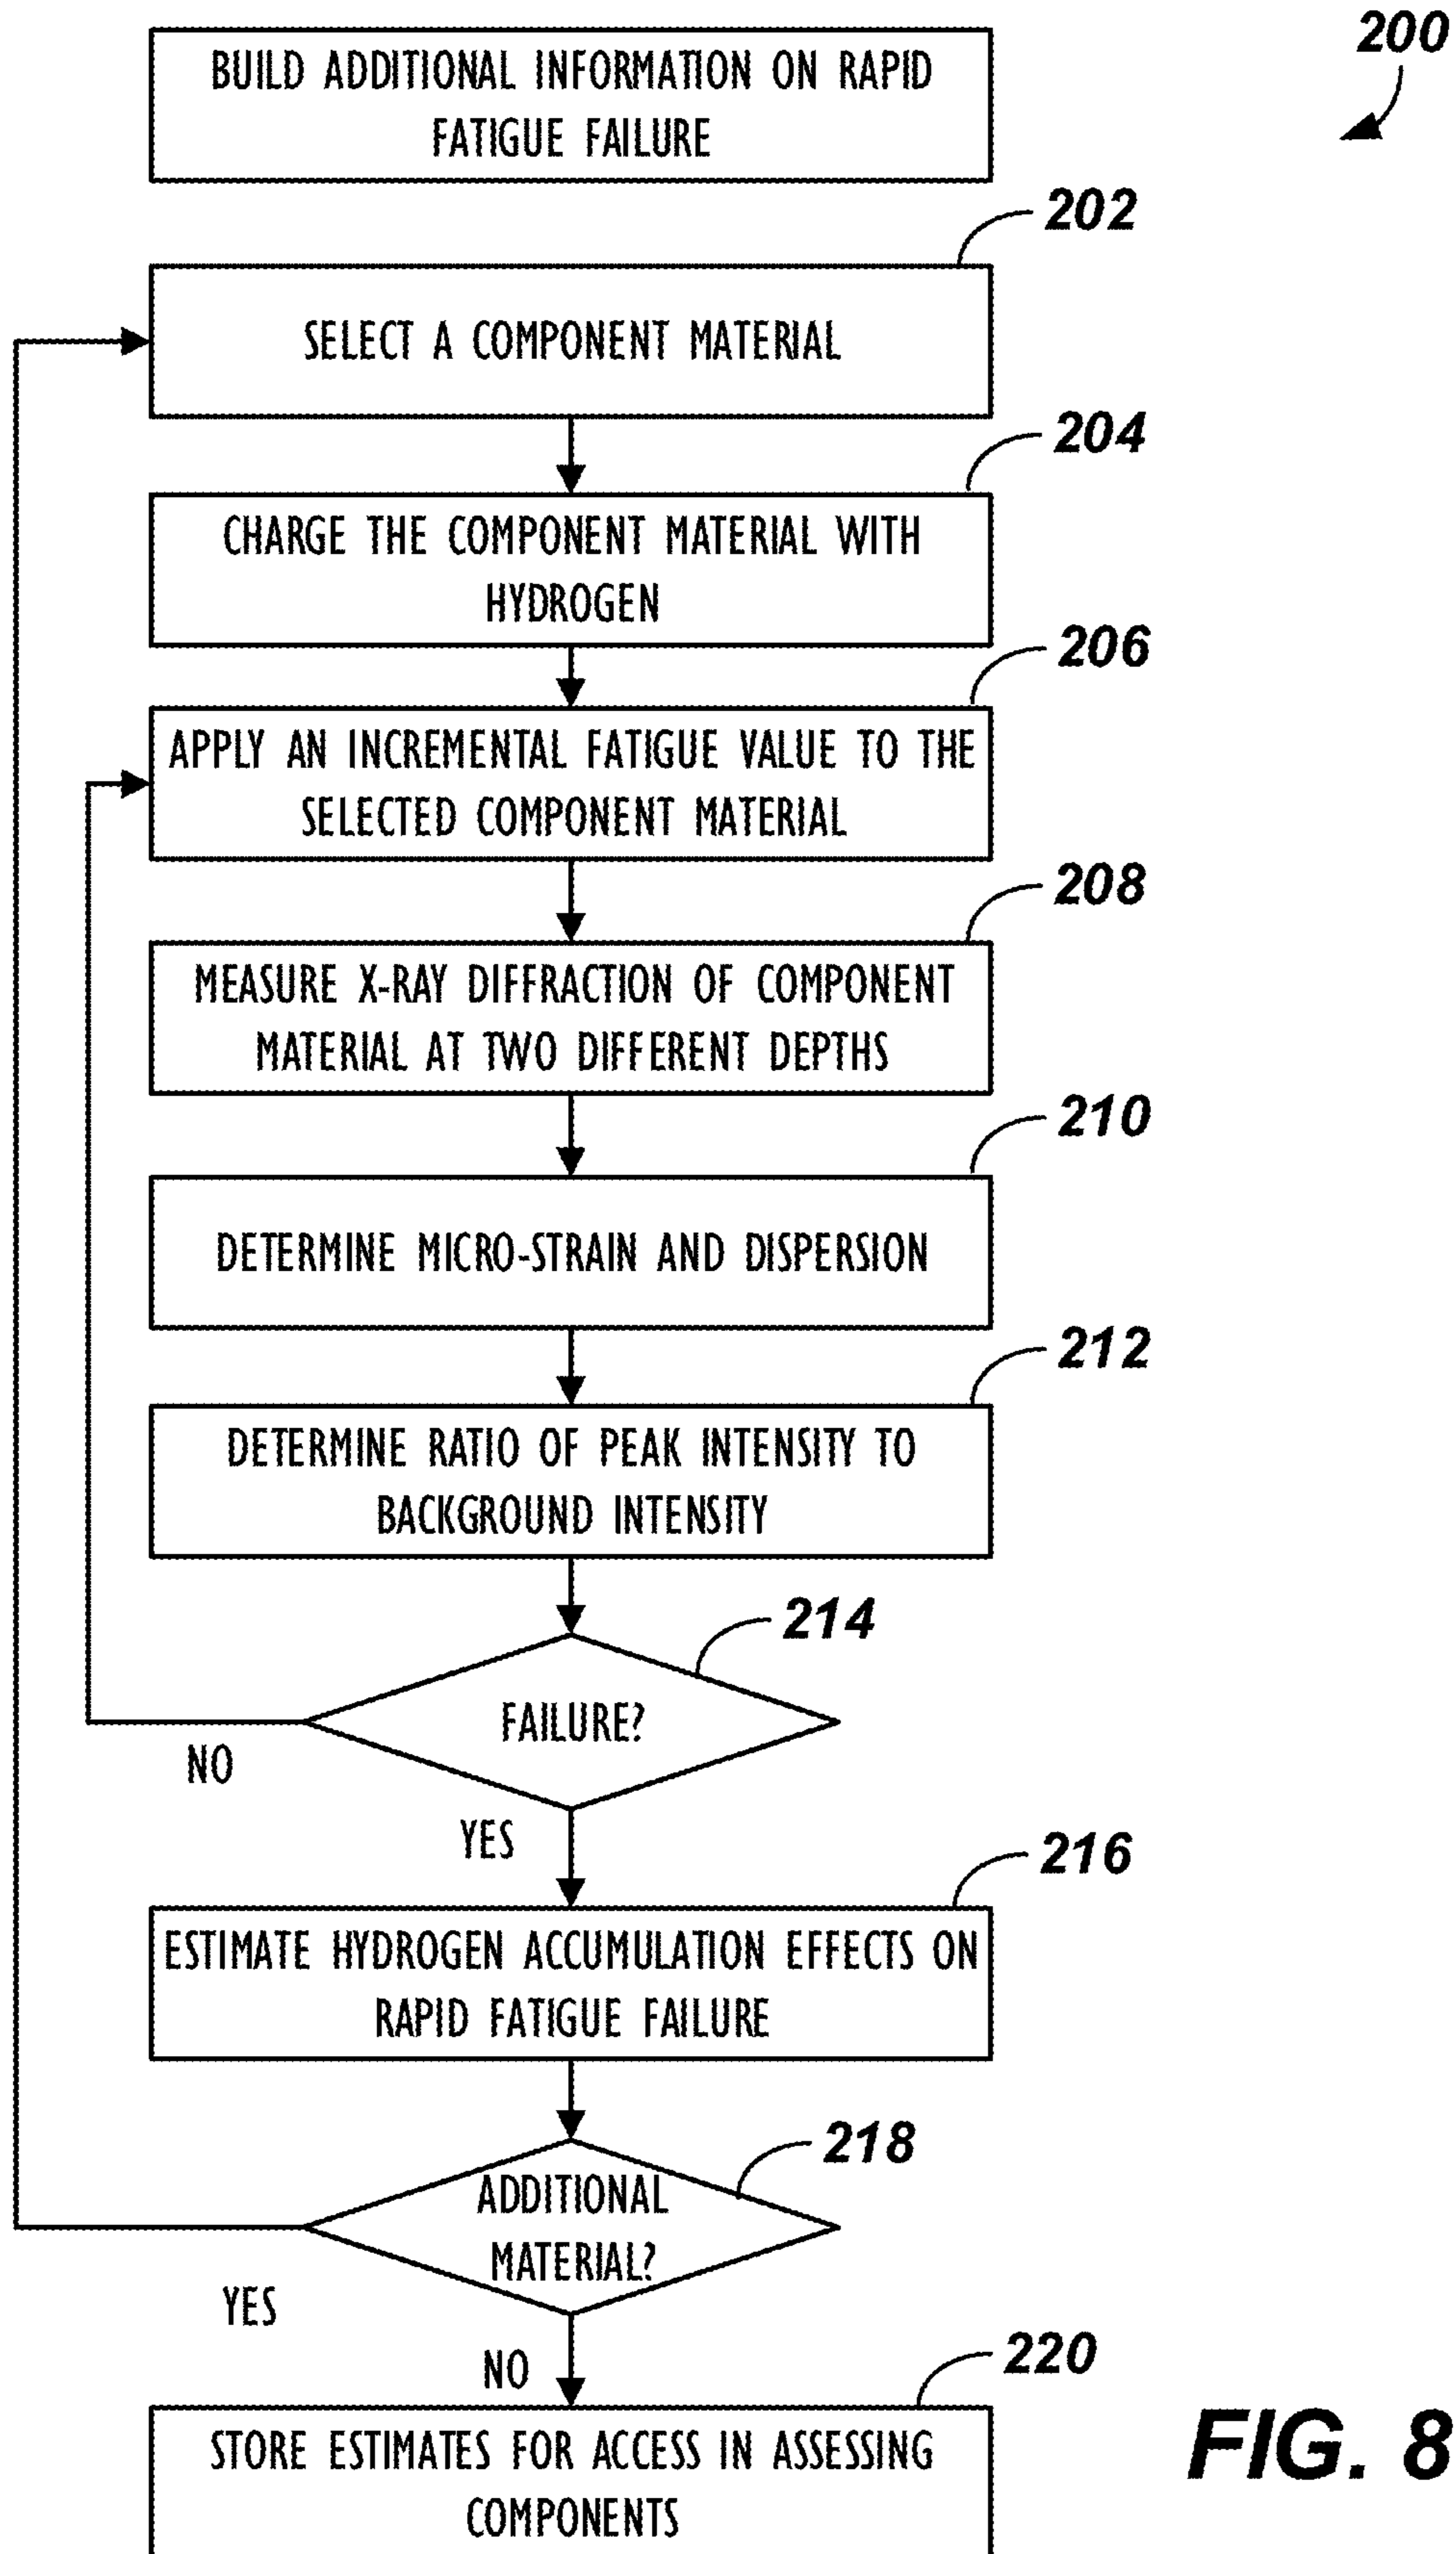 200
BUILD ADDITIONAL INFORMATION ON RAPID
FATIGUE FAILURE
202
SELECT A COMPONENT MATERIAL
204
CHARGE THE COMPONENT MATERIAL WITH
HYDROGEN
206
APPLY AN INCREMENTAL FATIGUE VALUE TO THE
SELECTED COMPONENT MATERIAL
208
MEASURE X-RAY DIFFRACTION OF COMPONENT
MATERIAL AT TWO DIFFERENT DEPTHS
210
DETERMINE MICRO-STRAIN AND DISPERSION
212
DETERMINE RATIO OF PEAK INTENSITY TO
BACKGROUND INTENSITY
214
FAILURE?
NO
YES
216
ESTIMATE HYDROGEN ACCUMULATION EFFECTS ON
RAPID FATIGUE FAILURE
218
ADDITIONAL
MATERIAL?
YES
NO
220
STORE ESTIMATES FOR ACCESS IN ASSESSING
COMPONENTS
FIG. 8